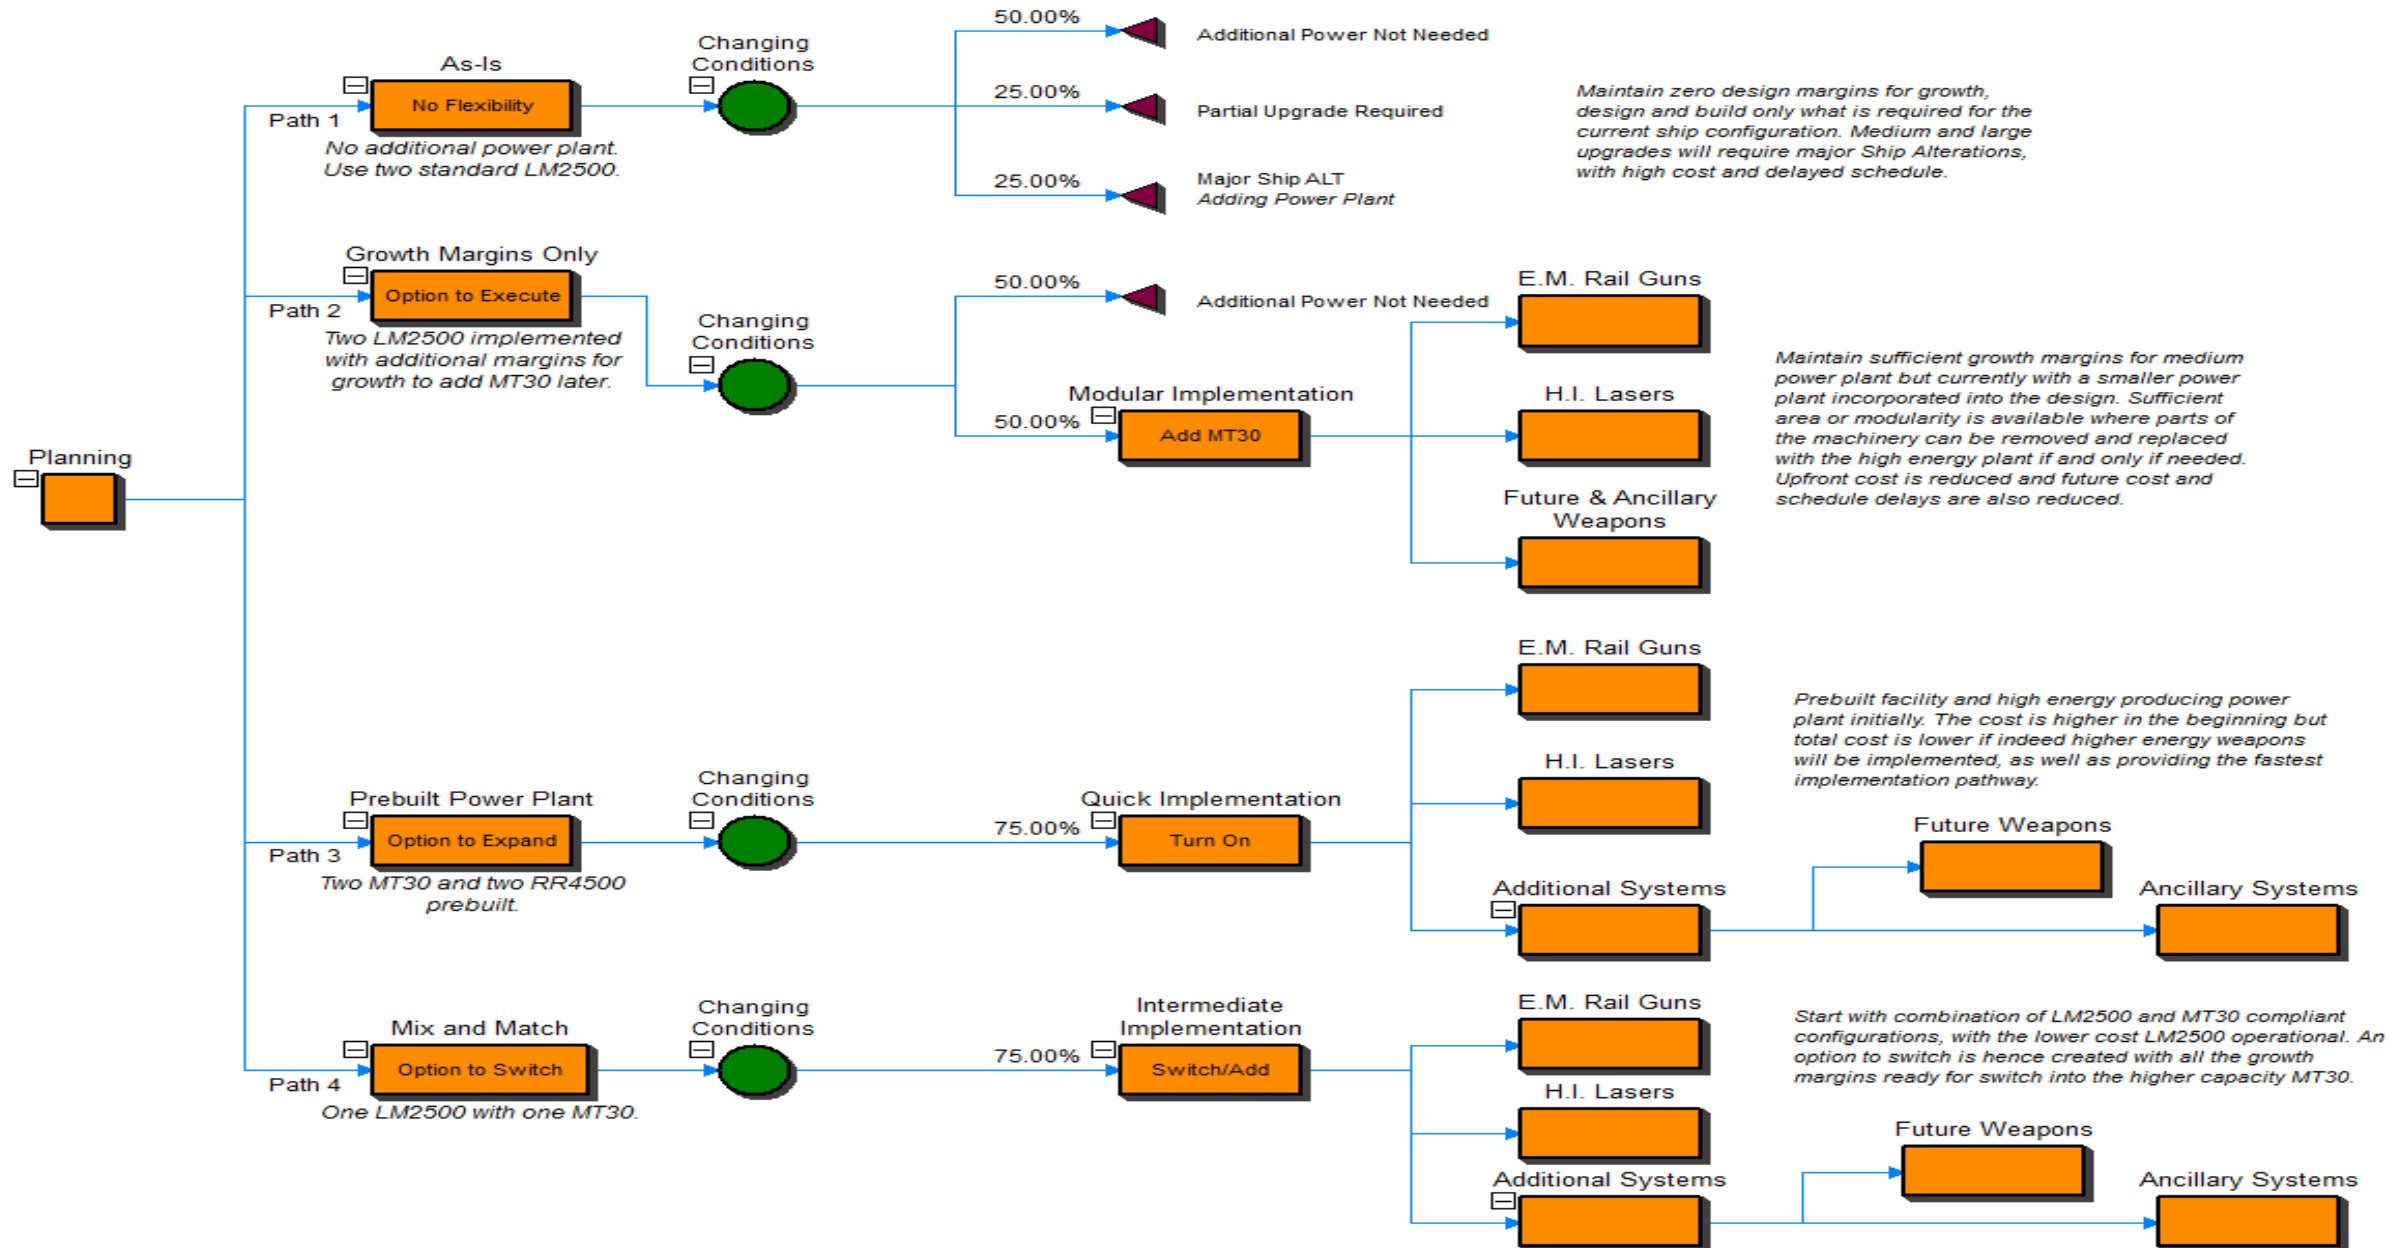 Planning
Path 1
As-Is
No Flexibility
No additional power plant.
Use two standard LM2500.
Changing
Conditions
50.00%
Additional Power Not Needed
25.00%
Partial Upgrade Required
25.00%
Major Ship ALT
Adding Power Plant
Maintain zero design margins for growth,
design and build only what is required for the
current ship configuration. Medium and large
upgrades will require major Ship Alterations,
with high cost and delayed schedule.
Path 2
Growth Margins Only
Option to Execute
Two LM2500 implemented
with additional margins for
growth to add MT30 later.
Changing
Conditions
50.00%
Additional Power Not Needed
50.00%
Modular Implementation
Add MT30
E.M. Rail Guns
H.I. Lasers
Future & Ancillary
Weapons
Maintain sufficient growth margins for medium
power plant but currently with a smaller power
plant incorporated into the design. Sufficient
area or modularity is available where parts of
the machinery can be removed and replaced
with the high energy plant if and only if needed.
Upfront cost is reduced and future cost and
schedule delays are also reduced.
Path 3
Prebuilt Power Plant
Option to Expand
Two MT30 and two RR4500
prebuilt.
Changing
Conditions
75.00%
Quick Implementation
Turn On
E.M. Rail Guns
H.I. Lasers
Additional Systems
Future Weapons
Ancillary Systems
Prebuilt facility and high energy producing power
plant initially. The cost is higher in the beginning but
total cost is lower if indeed higher energy weapons
will be implemented, as well as providing the fastest
implementation pathway.
Path 4
Mix and Match
Option to Switch
One LM2500 with one MT30.
Changing
Conditions
75.00%
Intermediate
Implementation
Switch/Add
E.M. Rail Guns
H.I. Lasers
Additional Systems
Future Weapons
Ancillary Systems
Start with combination of LM2500 and MT30 compliant
configurations, with the lower cost LM2500 operational. An
option to switch is hence created with all the growth
margins ready for switch into the higher capacity MT30.